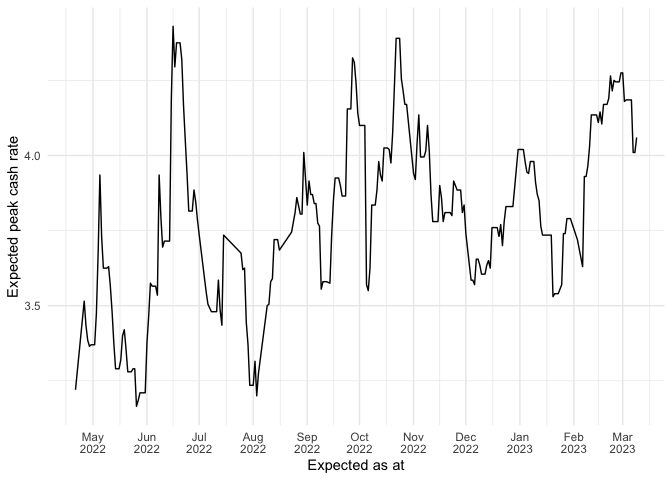 Expected peak cash rate
4.0
3.5
May Jun Jul Aug Sep Oct Nov Dec Jan Feb Mar
2022 2022 2022 2022 2022 2022 2022 2022 2023 2023 2023
Expected as at